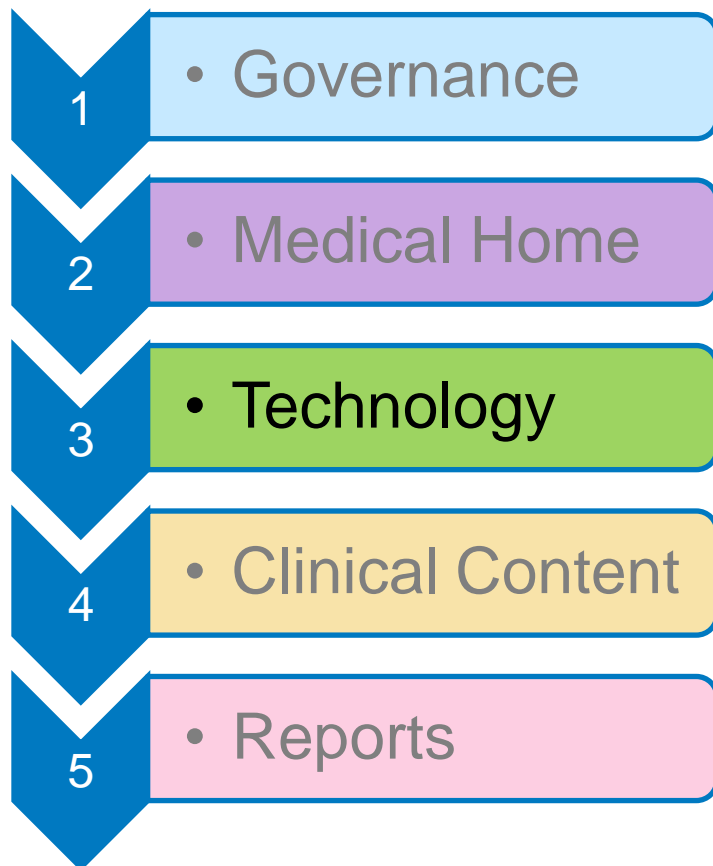 1
• Governance
2
• Medical Home
3
• Technology
4
• Clinical Content
5
• Reports